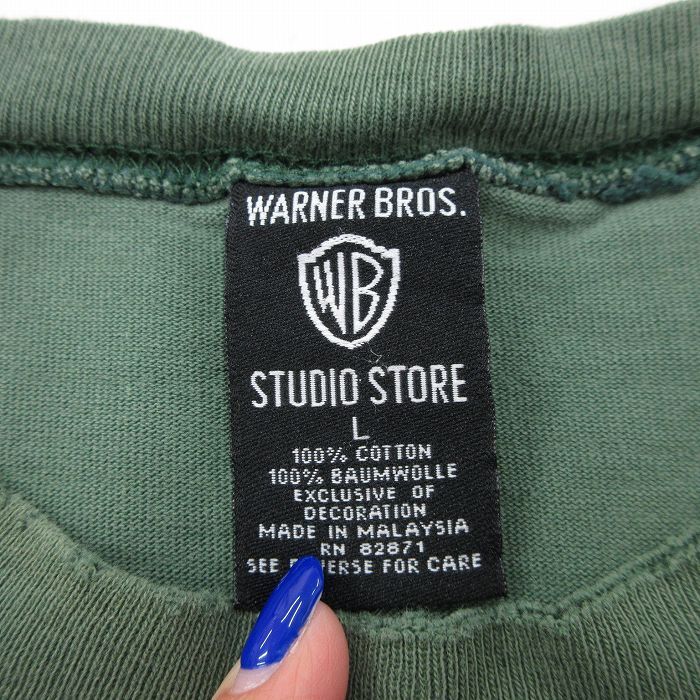 WARNER BROS.
WB
STUDIO STORE
L
100% COTTON
100% BAUMWOLLE
EXCLUSIVE OF
DECORATION
MADE IN MALAYSIA
RN 82871
SEE REVERSE FOR CARE